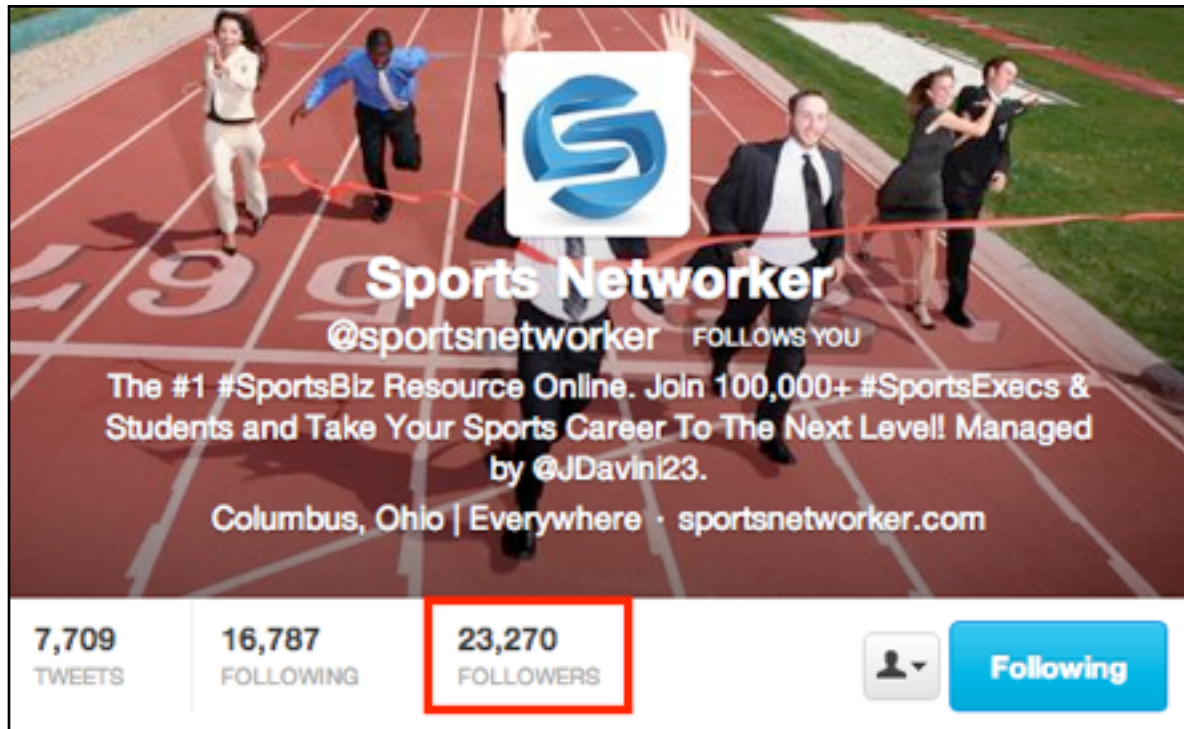 Sports Networker
@sportsnetworker FOLLOWS YOU
The #1 #SportsBiz Resource Online. Join 100,000+ #SportsExecs &
Students and Take Your Sports Career To The Next Level! Managed
by @JDavini23.
Columbus, Ohio | Everywhere · sportsnetworker.com
7,709 16,787 23,270
TWEETS FOLLOWING FOLLOWERS
Following